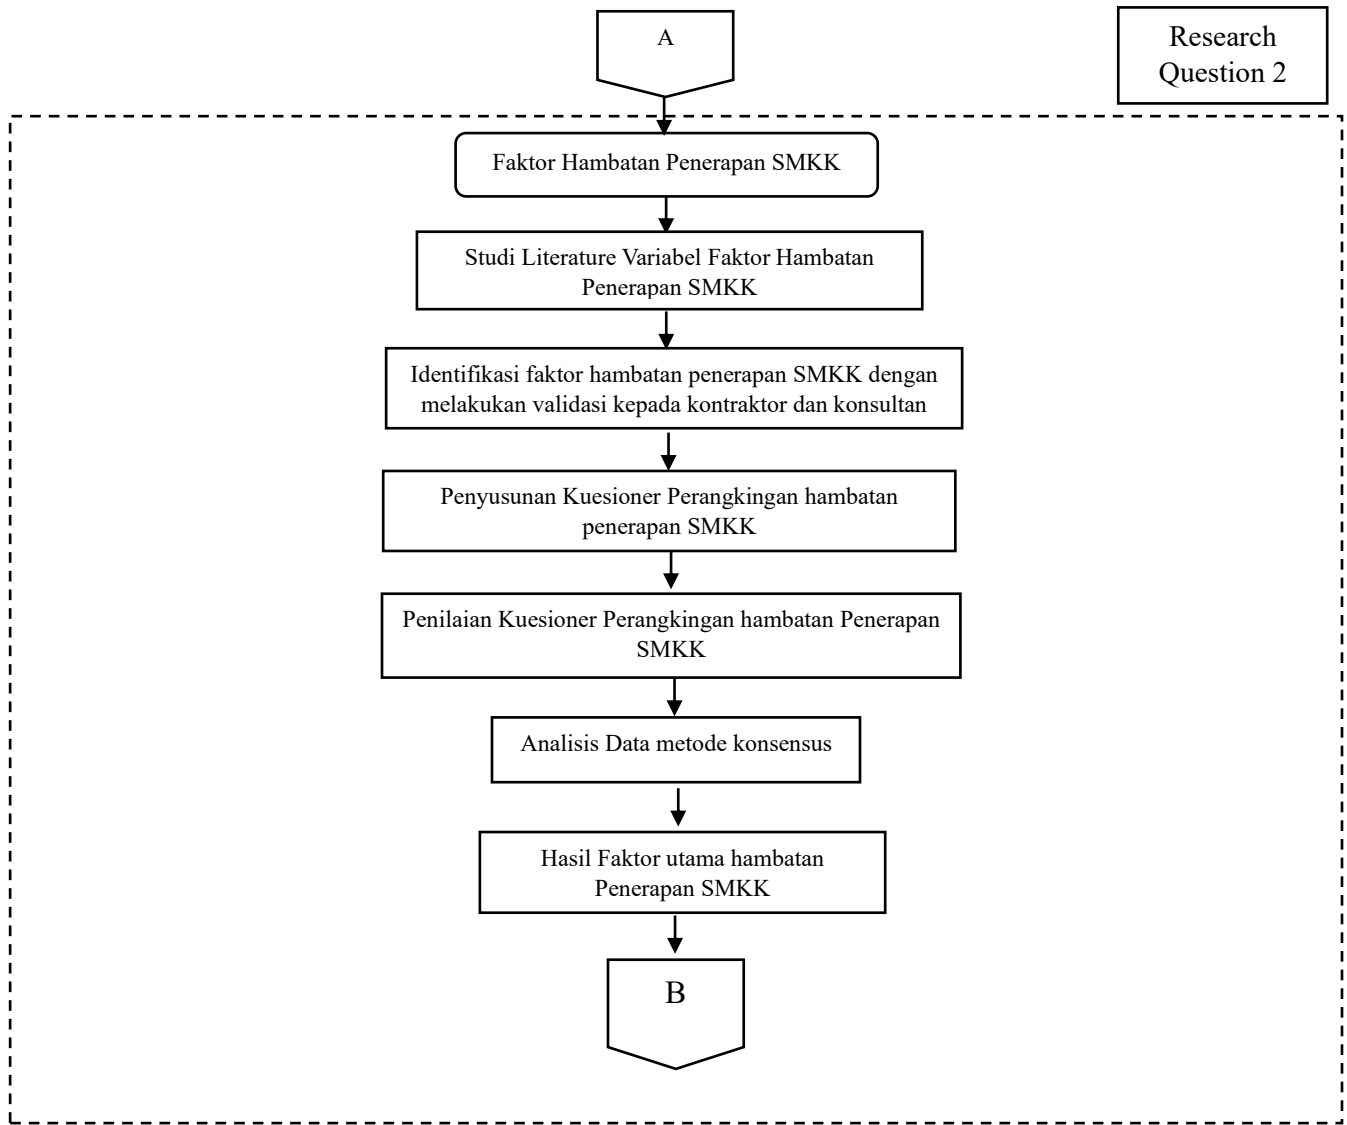 A
Research
Question 2
Faktor Hambatan Penerapan SMKK
Studi Literature Variabel Faktor Hambatan
Penerapan SMKK
Identifikasi faktor hambatan penerapan SMKK dengan
melakukan validasi kepada kontraktor dan konsultan
Penyusunan Kuesioner Perangkingan hambatan
penerapan SMKK
Penilaian Kuesioner Perangkingan hambatan Penerapan
SMKK
Analisis Data metode konsensus
Hasil Faktor utama hambatan
Penerapan SMKK
B